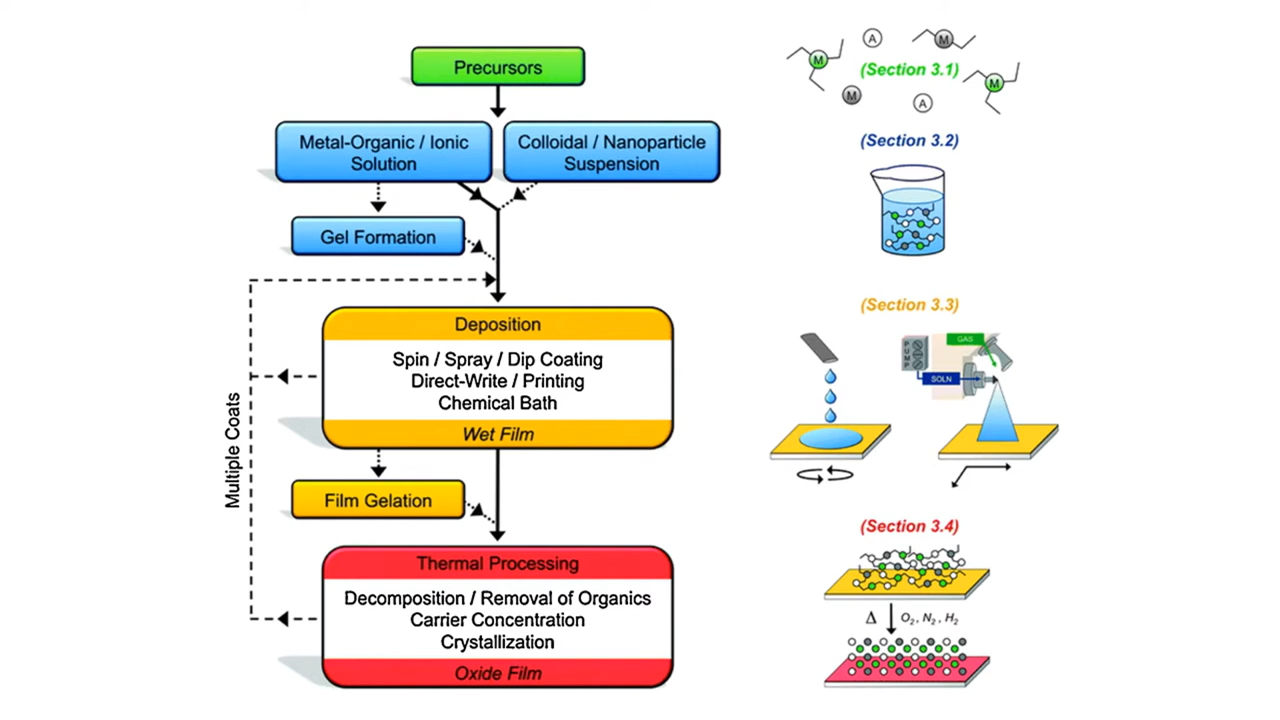 Precursors
Metal-Organic / Ionic
Solution
Colloidal / Nanoparticle
Suspension
Gel Formation
Deposition
Spin / Spray / Dip Coating
Direct-Write / Printing
Chemical Bath
Wet Film
Film Gelation
Multiple Coats
Thermal Processing
Decomposition / Removal of Organics
Carrier Concentration
Crystallization
Oxide Film
A
M
M
(Section 3.1)
M
M
A
(Section 3.2)
(Section 3.3)
PUMP
GAS
SOLN
(Section 3.4)
Δ O₂, N₂, H₂